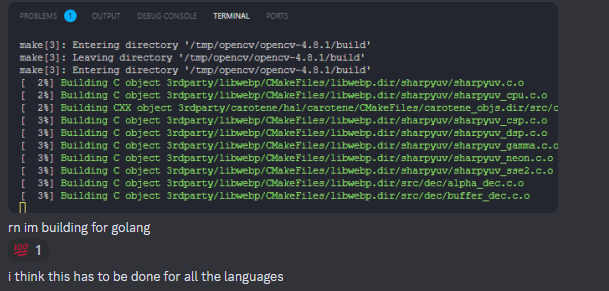 PROBLEMS 1 OUTPUT DEBUG CONSOLE TERMINAL PORTS
make[3]: Entering directory '/tmp/opencv/opencv-4.8.1/build'
make[3]: Leaving directory '/tmp/opencv/opencv-4.8.1/build'
make[3]: Entering directory '/tmp/opencv/opencv-4.8.1/build'
[  2%] Building C object 3rdparty/libwebp/CMakeFiles/libwebp.dir/sharpyuv/sharpyuv.c.o
[  2%] Building C object 3rdparty/libwebp/CMakeFiles/libwebp.dir/sharpyuv/sharpyuv_cpu.c.o
[  2%] Building CXX object 3rdparty/carotene/hal/carotene/CMakeFiles/carotene_objs.dir/src/c
[  3%] Building C object 3rdparty/libwebp/CMakeFiles/libwebp.dir/sharpyuv/sharpyuv_csp.c.o
[  3%] Building C object 3rdparty/libwebp/CMakeFiles/libwebp.dir/sharpyuv/sharpyuv_dsp.c.o
[  3%] Building C object 3rdparty/libwebp/CMakeFiles/libwebp.dir/sharpyuv/sharpyuv_gamma.c.o
[  3%] Building C object 3rdparty/libwebp/CMakeFiles/libwebp.dir/sharpyuv/sharpyuv_neon.c.o
[  3%] Building C object 3rdparty/libwebp/CMakeFiles/libwebp.dir/sharpyuv/sharpyuv_sse2.c.o
[  3%] Building C object 3rdparty/libwebp/CMakeFiles/libwebp.dir/src/dec/alpha_dec.c.o
[  3%] Building C object 3rdparty/libwebp/CMakeFiles/libwebp.dir/src/dec/buffer_dec.c.o
rn im building for golang
💯 1
i think this has to be done for all the languages